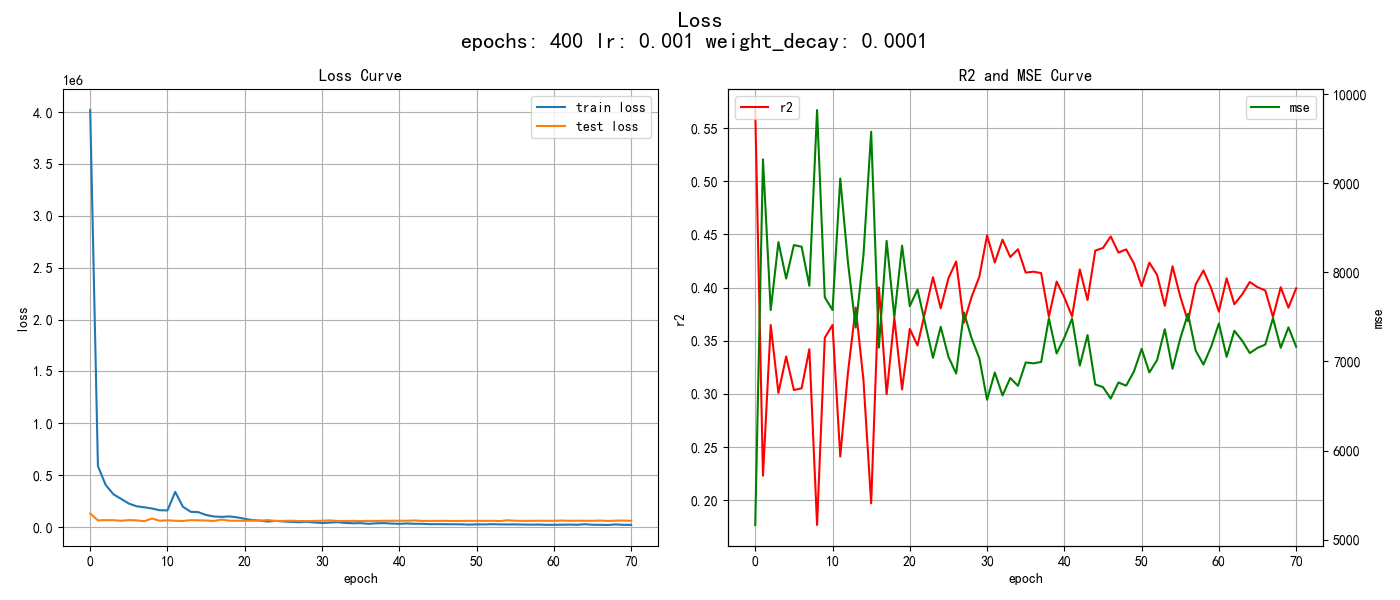 Loss
epochs: 400 lr: 0.001 weight_decay: 0.0001
Loss Curve
1e6
train loss
test loss
4.0
3.5
3.0
2.5
2.0
1.5
1.0
0.5
0.0
loss
0 10 20 30 40 50 60 70
epoch
R2 and MSE Curve
r2
mse
0.55
0.50
0.45
0.40
0.35
0.30
0.25
0.20
r2
10000
9000
8000
7000
6000
5000
mse
0 10 20 30 40 50 60 70
epoch